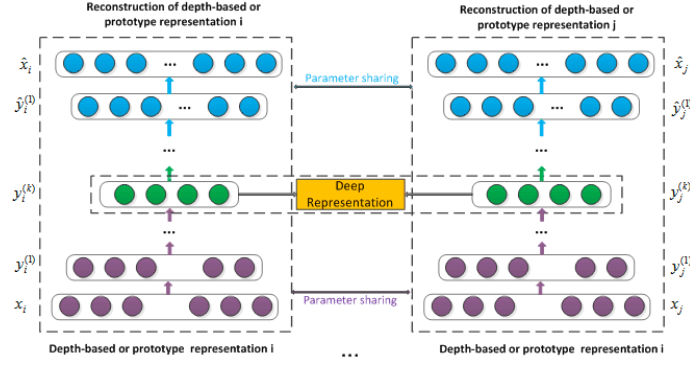 Reconstruction of depth-based or
prototype representation i
Reconstruction of depth-based or
prototype representation j
x̂ᵢ
...
...
x̂ⱼ
Parameter sharing
ŷᵢ⁽¹⁾
...
...
ŷⱼ⁽¹⁾
...
...
yᵢ⁽ᵏ⁾
Deep
Representation
yⱼ⁽ᵏ⁾
...
...
yᵢ⁽¹⁾
yⱼ⁽¹⁾
xᵢ
Parameter sharing
xⱼ
Depth-based or prototype representation i
...
Depth-based or prototype representation i